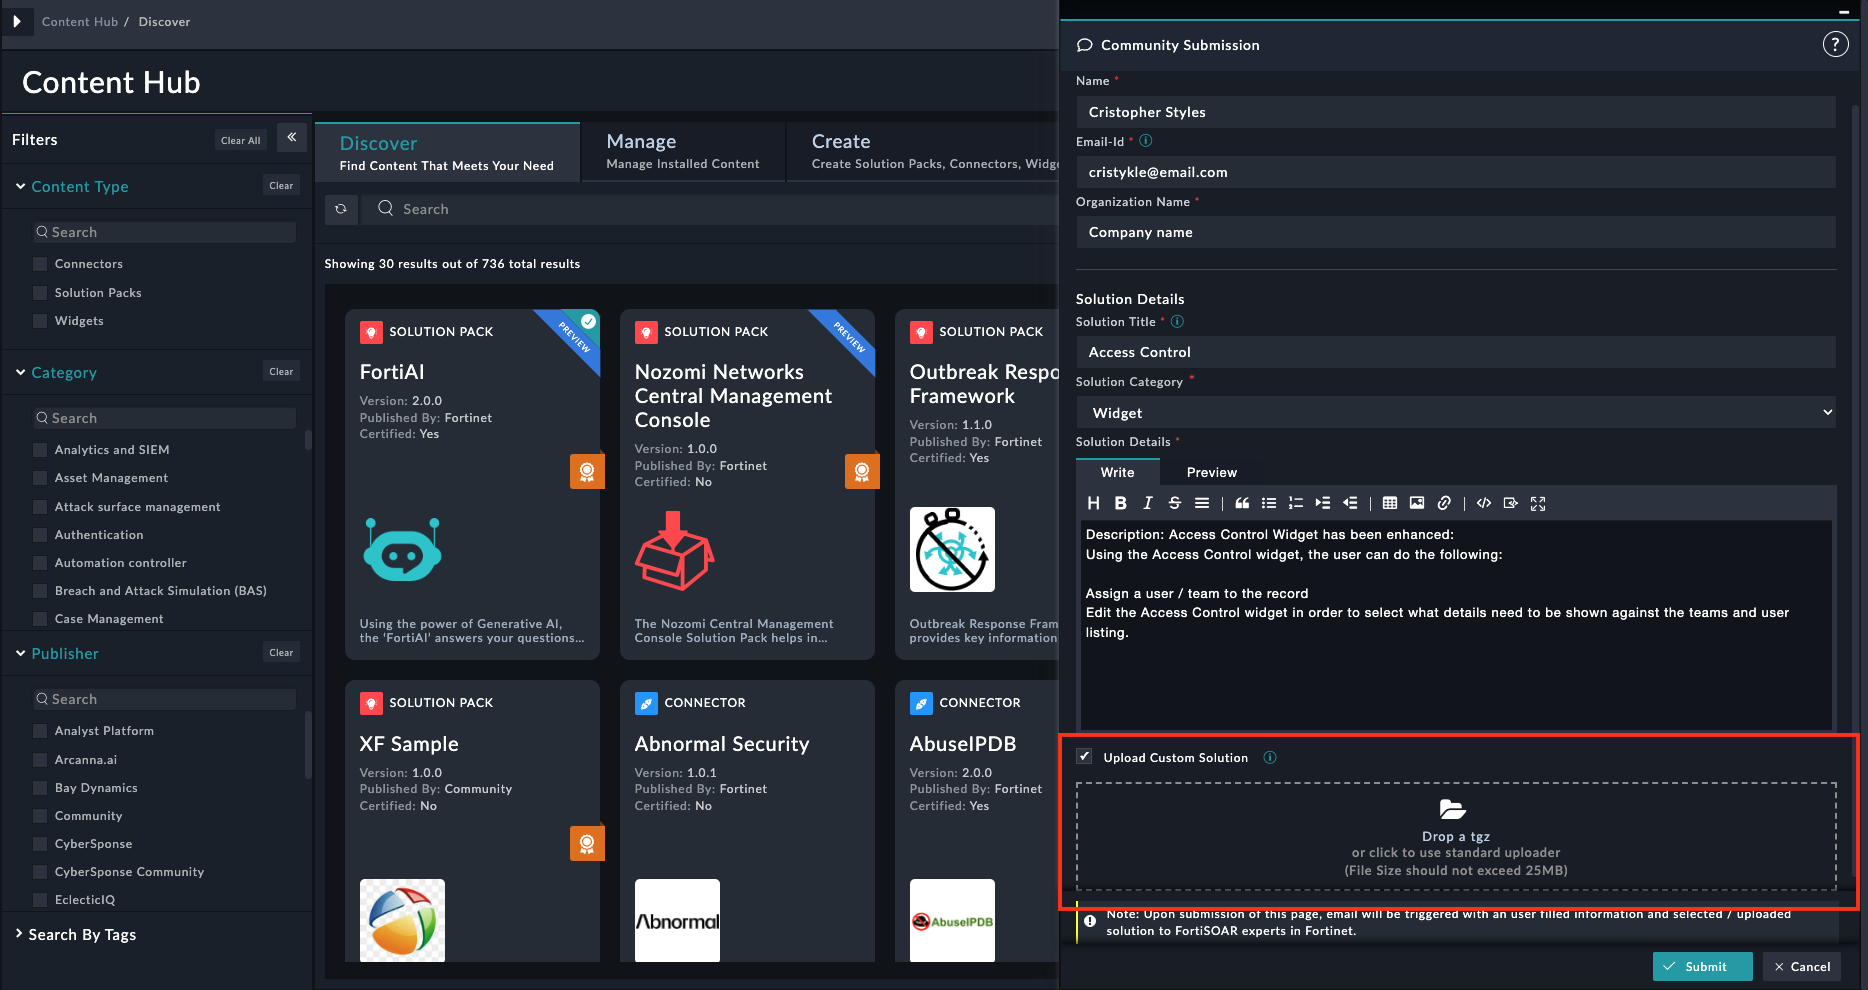 Content Hub / Discover
Content Hub
Filters
Clear All
Content Type
Clear
Search
Connectors
Solution Packs
Widgets
Category
Clear
Search
Analytics and SIEM
Asset Management
Attack surface management
Authentication
Automation controller
Breach and Attack Simulation (BAS)
Case Management
Publisher
Clear
Search
Analyst Platform
Arcanna.ai
Bay Dynamics
Community
CyberSponse
CyberSponse Community
EclecticIQ
Search By Tags
Discover
Find Content That Meets Your Need
Manage
Manage Installed Content
Create
Create Solution Packs, Connectors, Widge
Search
Showing 30 results out of 736 total results
SOLUTION PACK
PREVIEW
FortiAI
Version: 2.0.0
Published By: Fortinet
Certified: Yes
Using the power of Generative AI,
the ‘FortiAI’ answers your questions...
SOLUTION PACK
PREVIEW
Nozomi Networks
Central Management
Console
Version: 1.0.0
Published By: Fortinet
Certified: No
The Nozomi Central Management
Console Solution Pack helps in...
SOLUTION PACK
Outbreak Respo
Framework
Version: 1.1.0
Published By: Fortinet
Certified: Yes
Outbreak Response Fram
provides key information
SOLUTION PACK
XF Sample
Version: 1.0.0
Published By: Community
Certified: No
CONNECTOR
Abnormal Security
Version: 1.0.1
Published By: Fortinet
Certified: No
Abnormal
CONNECTOR
AbuseIPDB
Version: 2.0.0
Published By: Fortinet
Certified: Yes
AbuseIPDB
Community Submission
?
Name *
Cristopher Styles
Email-Id *
cristykle@email.com
Organization Name *
Company name
Solution Details
Solution Title *
Access Control
Solution Category *
Widget
Solution Details *
Write
Preview
Description: Access Control Widget has been enhanced:
Using the Access Control widget, the user can do the following:
Assign a user / team to the record
Edit the Access Control widget in order to select what details need to be shown against the teams and user
listing.
Upload Custom Solution
Drop a tgz
or click to use standard uploader
(File Size should not exceed 25MB)
Note: Upon submission of this page, email will be triggered with an user filled information and selected / uploaded
solution to FortiSOAR experts in Fortinet.
Submit
Cancel